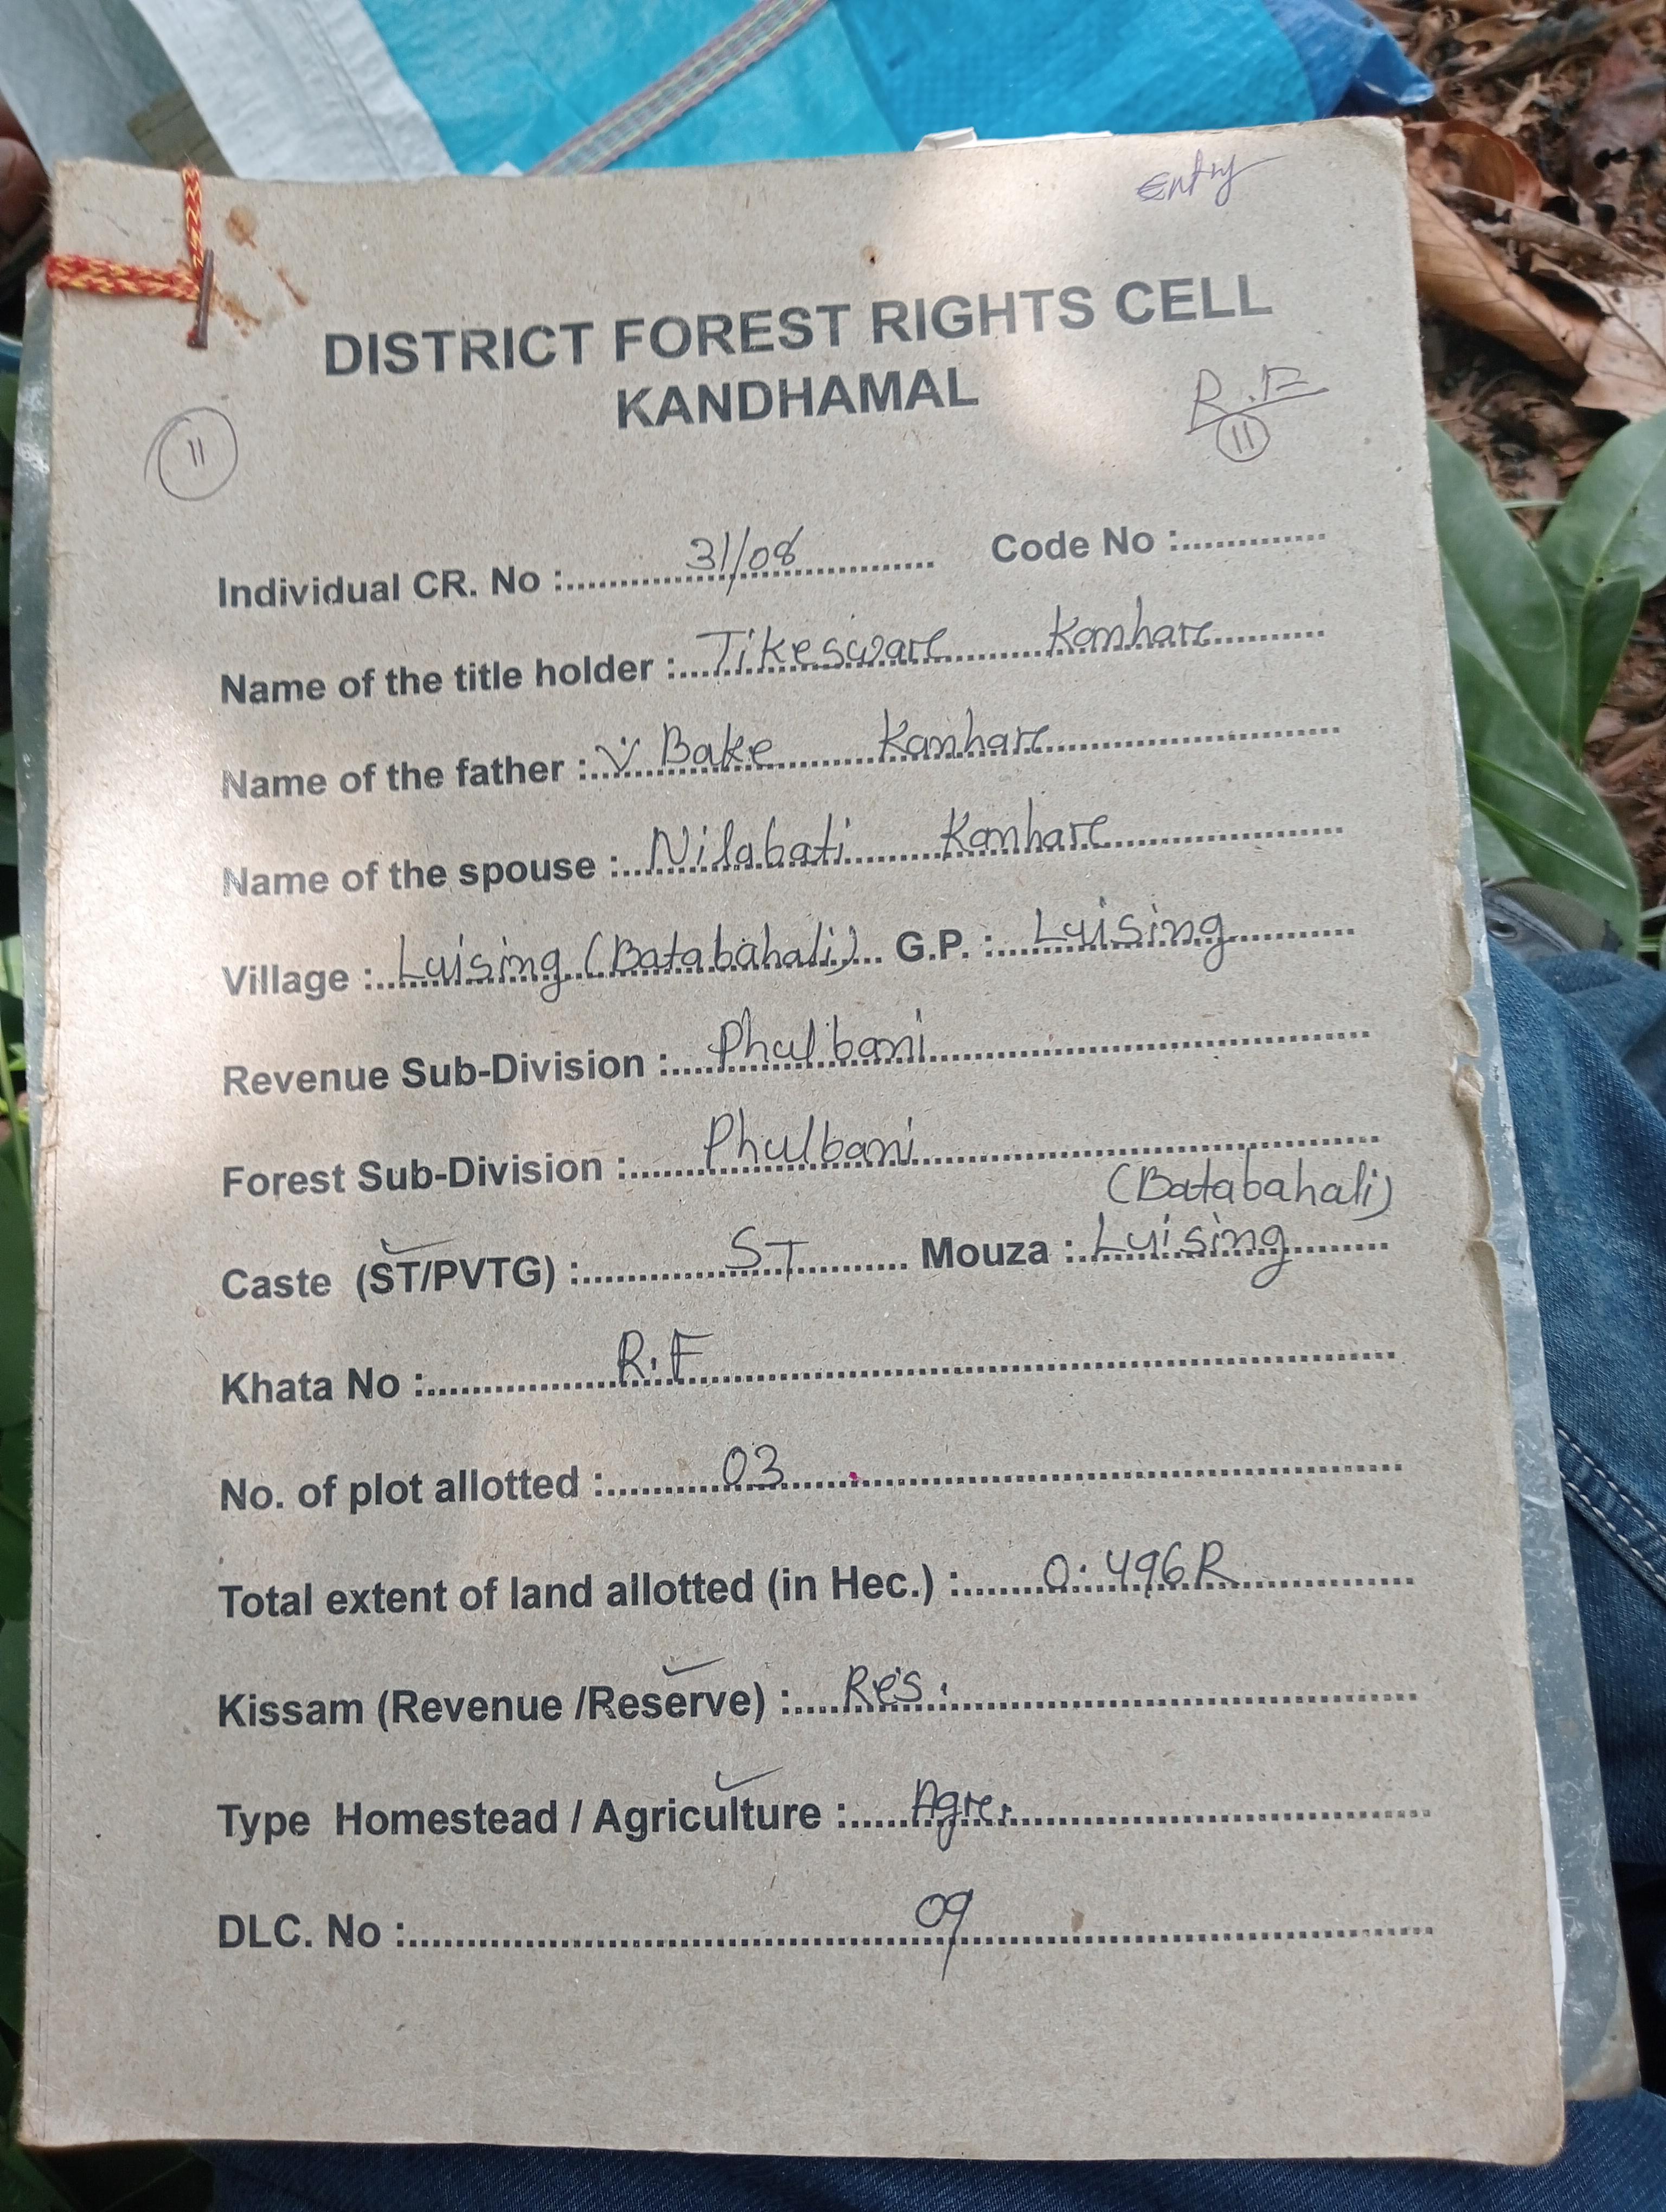 Entry
DISTRICT FOREST RIGHTS CELL
KANDHAMAL
11
R.F
11
Individual CR. No : 31/08 Code No :
Name of the title holder : Tikeswar Kanhar
Name of the father : Bake Kanhar
Name of the spouse : Nilabati Kanhar
Village : Luising (Batabahali) G.P. : Luising
Revenue Sub-Division : Phulbani
Forest Sub-Division : Phulbani
(Batabahali)
Caste (ST/PVTG) : ST Mouza : Luising
Khata No : R.F
No. of plot allotted : 03
Total extent of land allotted (in Hec.) : 0.496R
Kissam (Revenue /Reserve) : Res.
Type Homestead / Agriculture : Agr.
DLC. No : 09